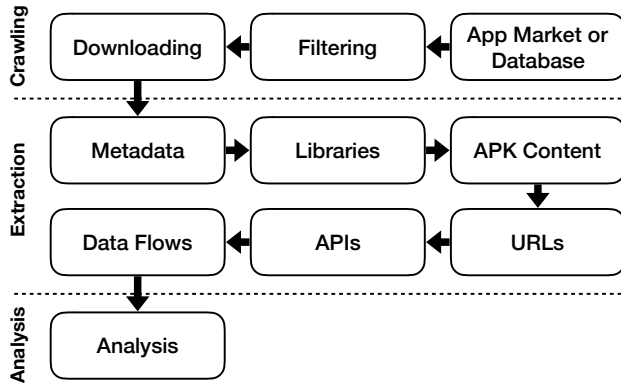 Crawling
Downloading
Filtering
App Market or
Database
Extraction
Metadata
Libraries
APK Content
Data Flows
APIs
URLs
Analysis
Analysis